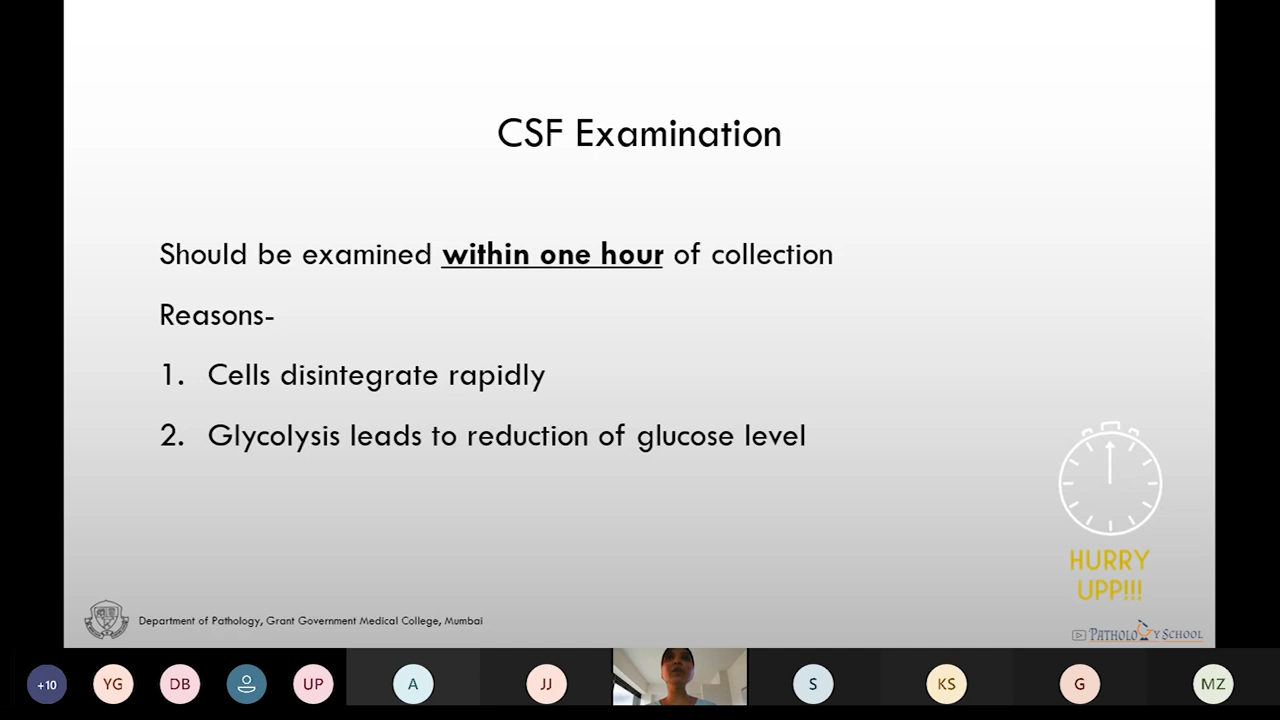 CSF Examination
Should be examined within one hour of collection
Reasons-
1. Cells disintegrate rapidly
2. Glycolysis leads to reduction of glucose level
HURRY
UPP!!!
Department of Pathology, Grant Government Medical College, Mumbai
PATHOLOGY SCHOOL
+10 YG DB UP A JJ S KS G MZ